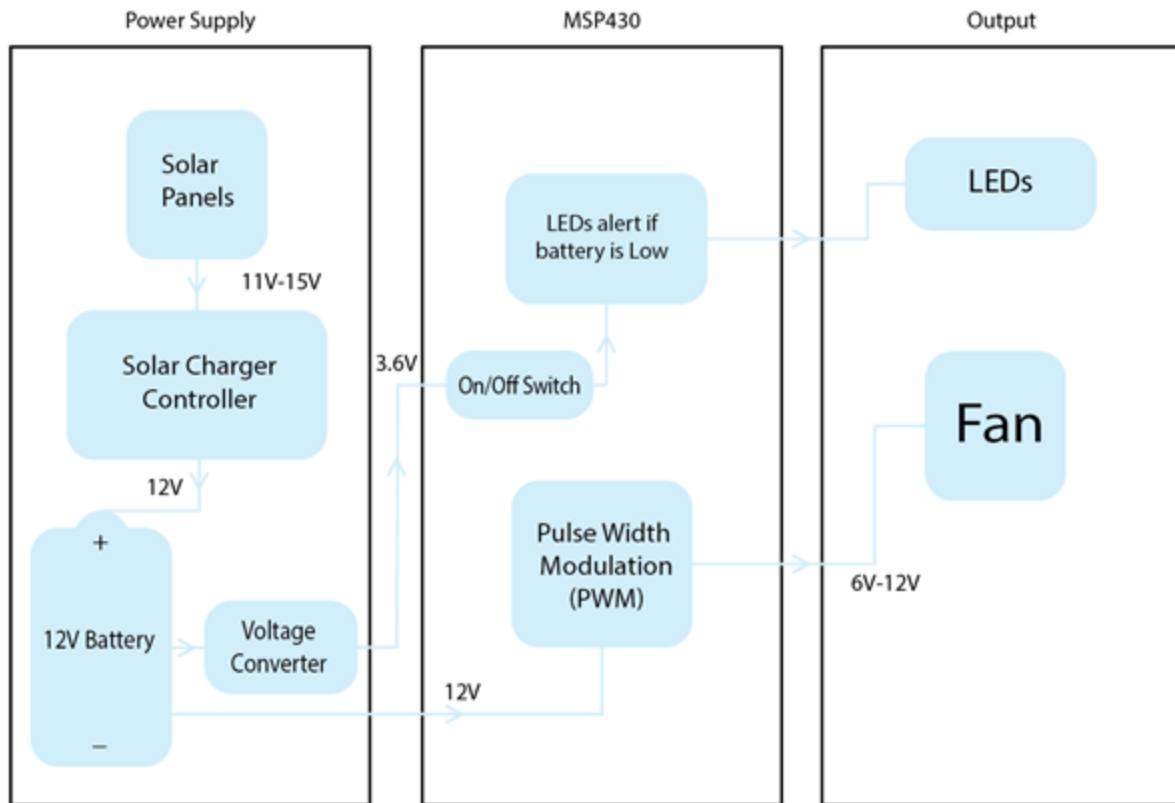 Power Supply
MSP430
Output
Solar
Panels
11V-15V
Solar Charger
Controller
12V
+
12V Battery
–
Voltage
Converter
3.6V
On/Off Switch
LEDs alert if
battery is Low
Pulse Width
Modulation
(PWM)
12V
LEDs
Fan
6V-12V